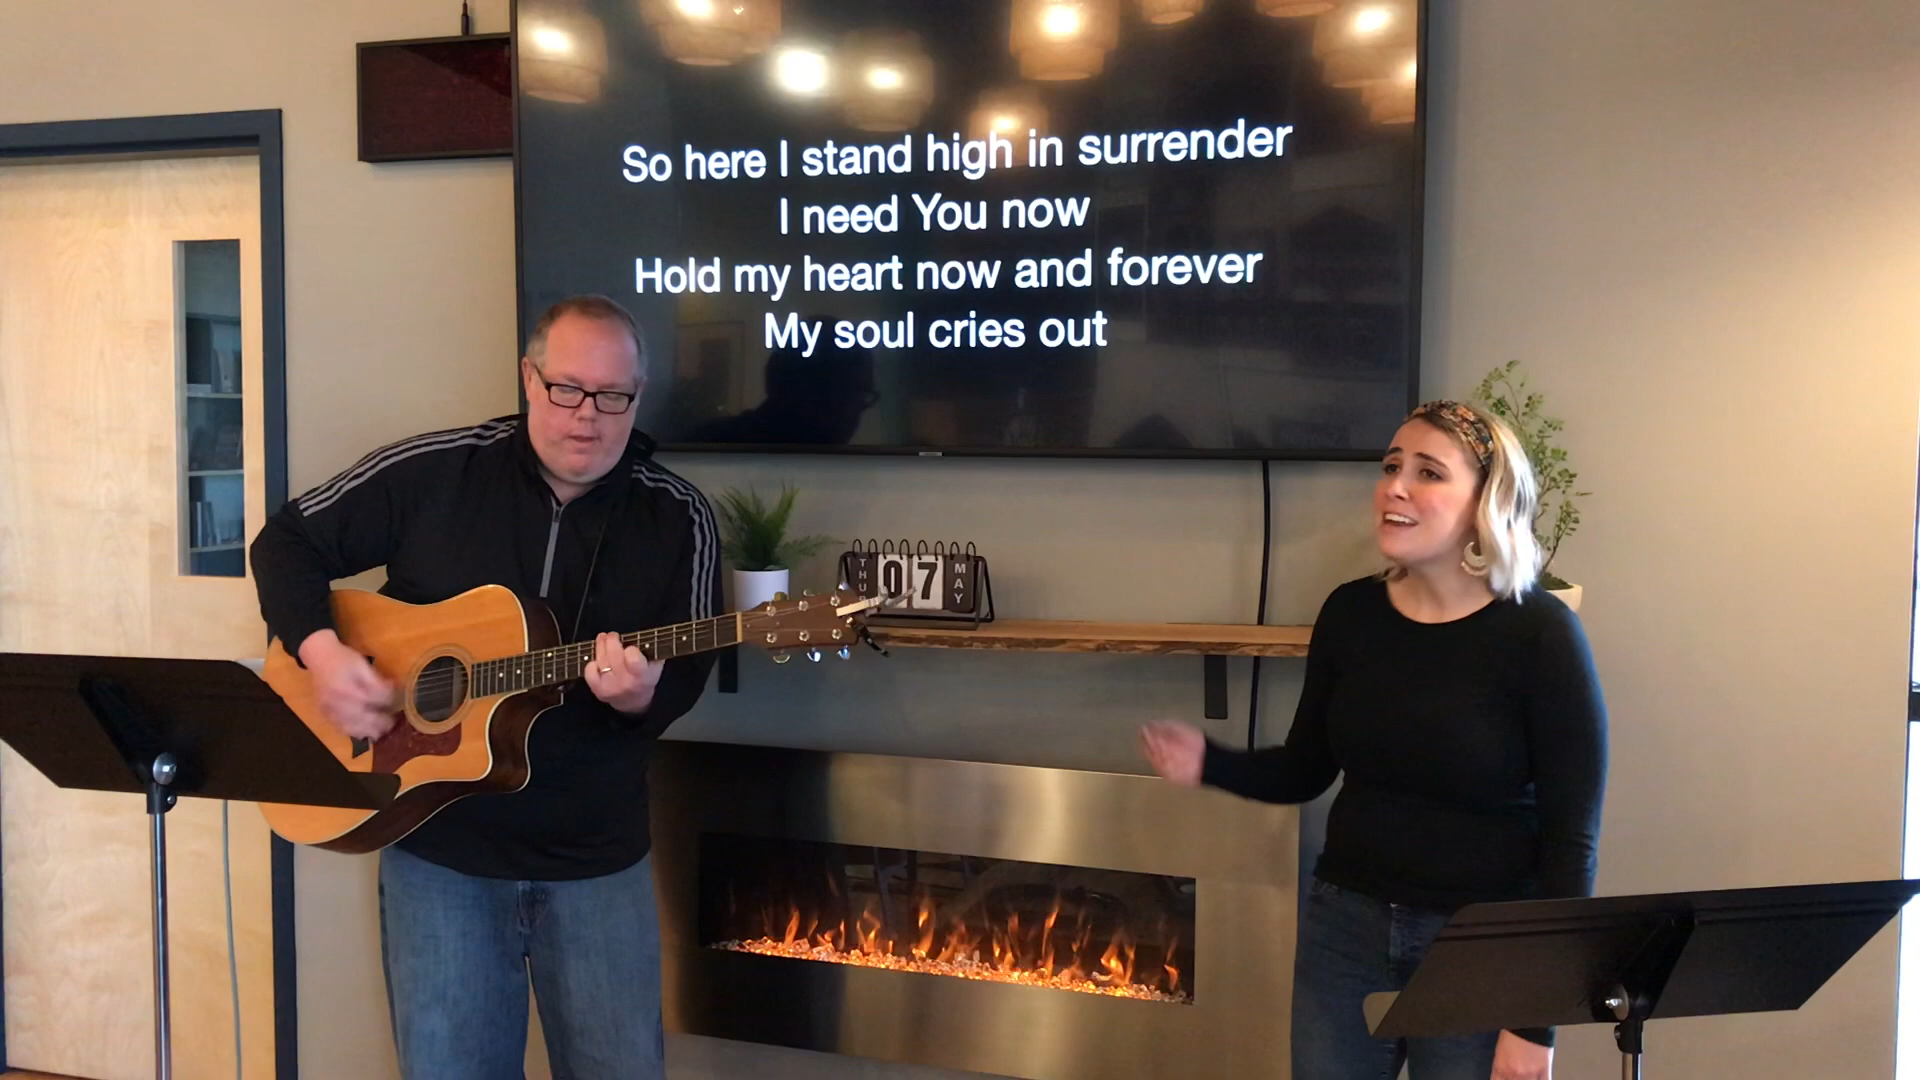 So here I stand high in surrender
I need You now
Hold my heart now and forever
My soul cries out
THUR 07 MAY